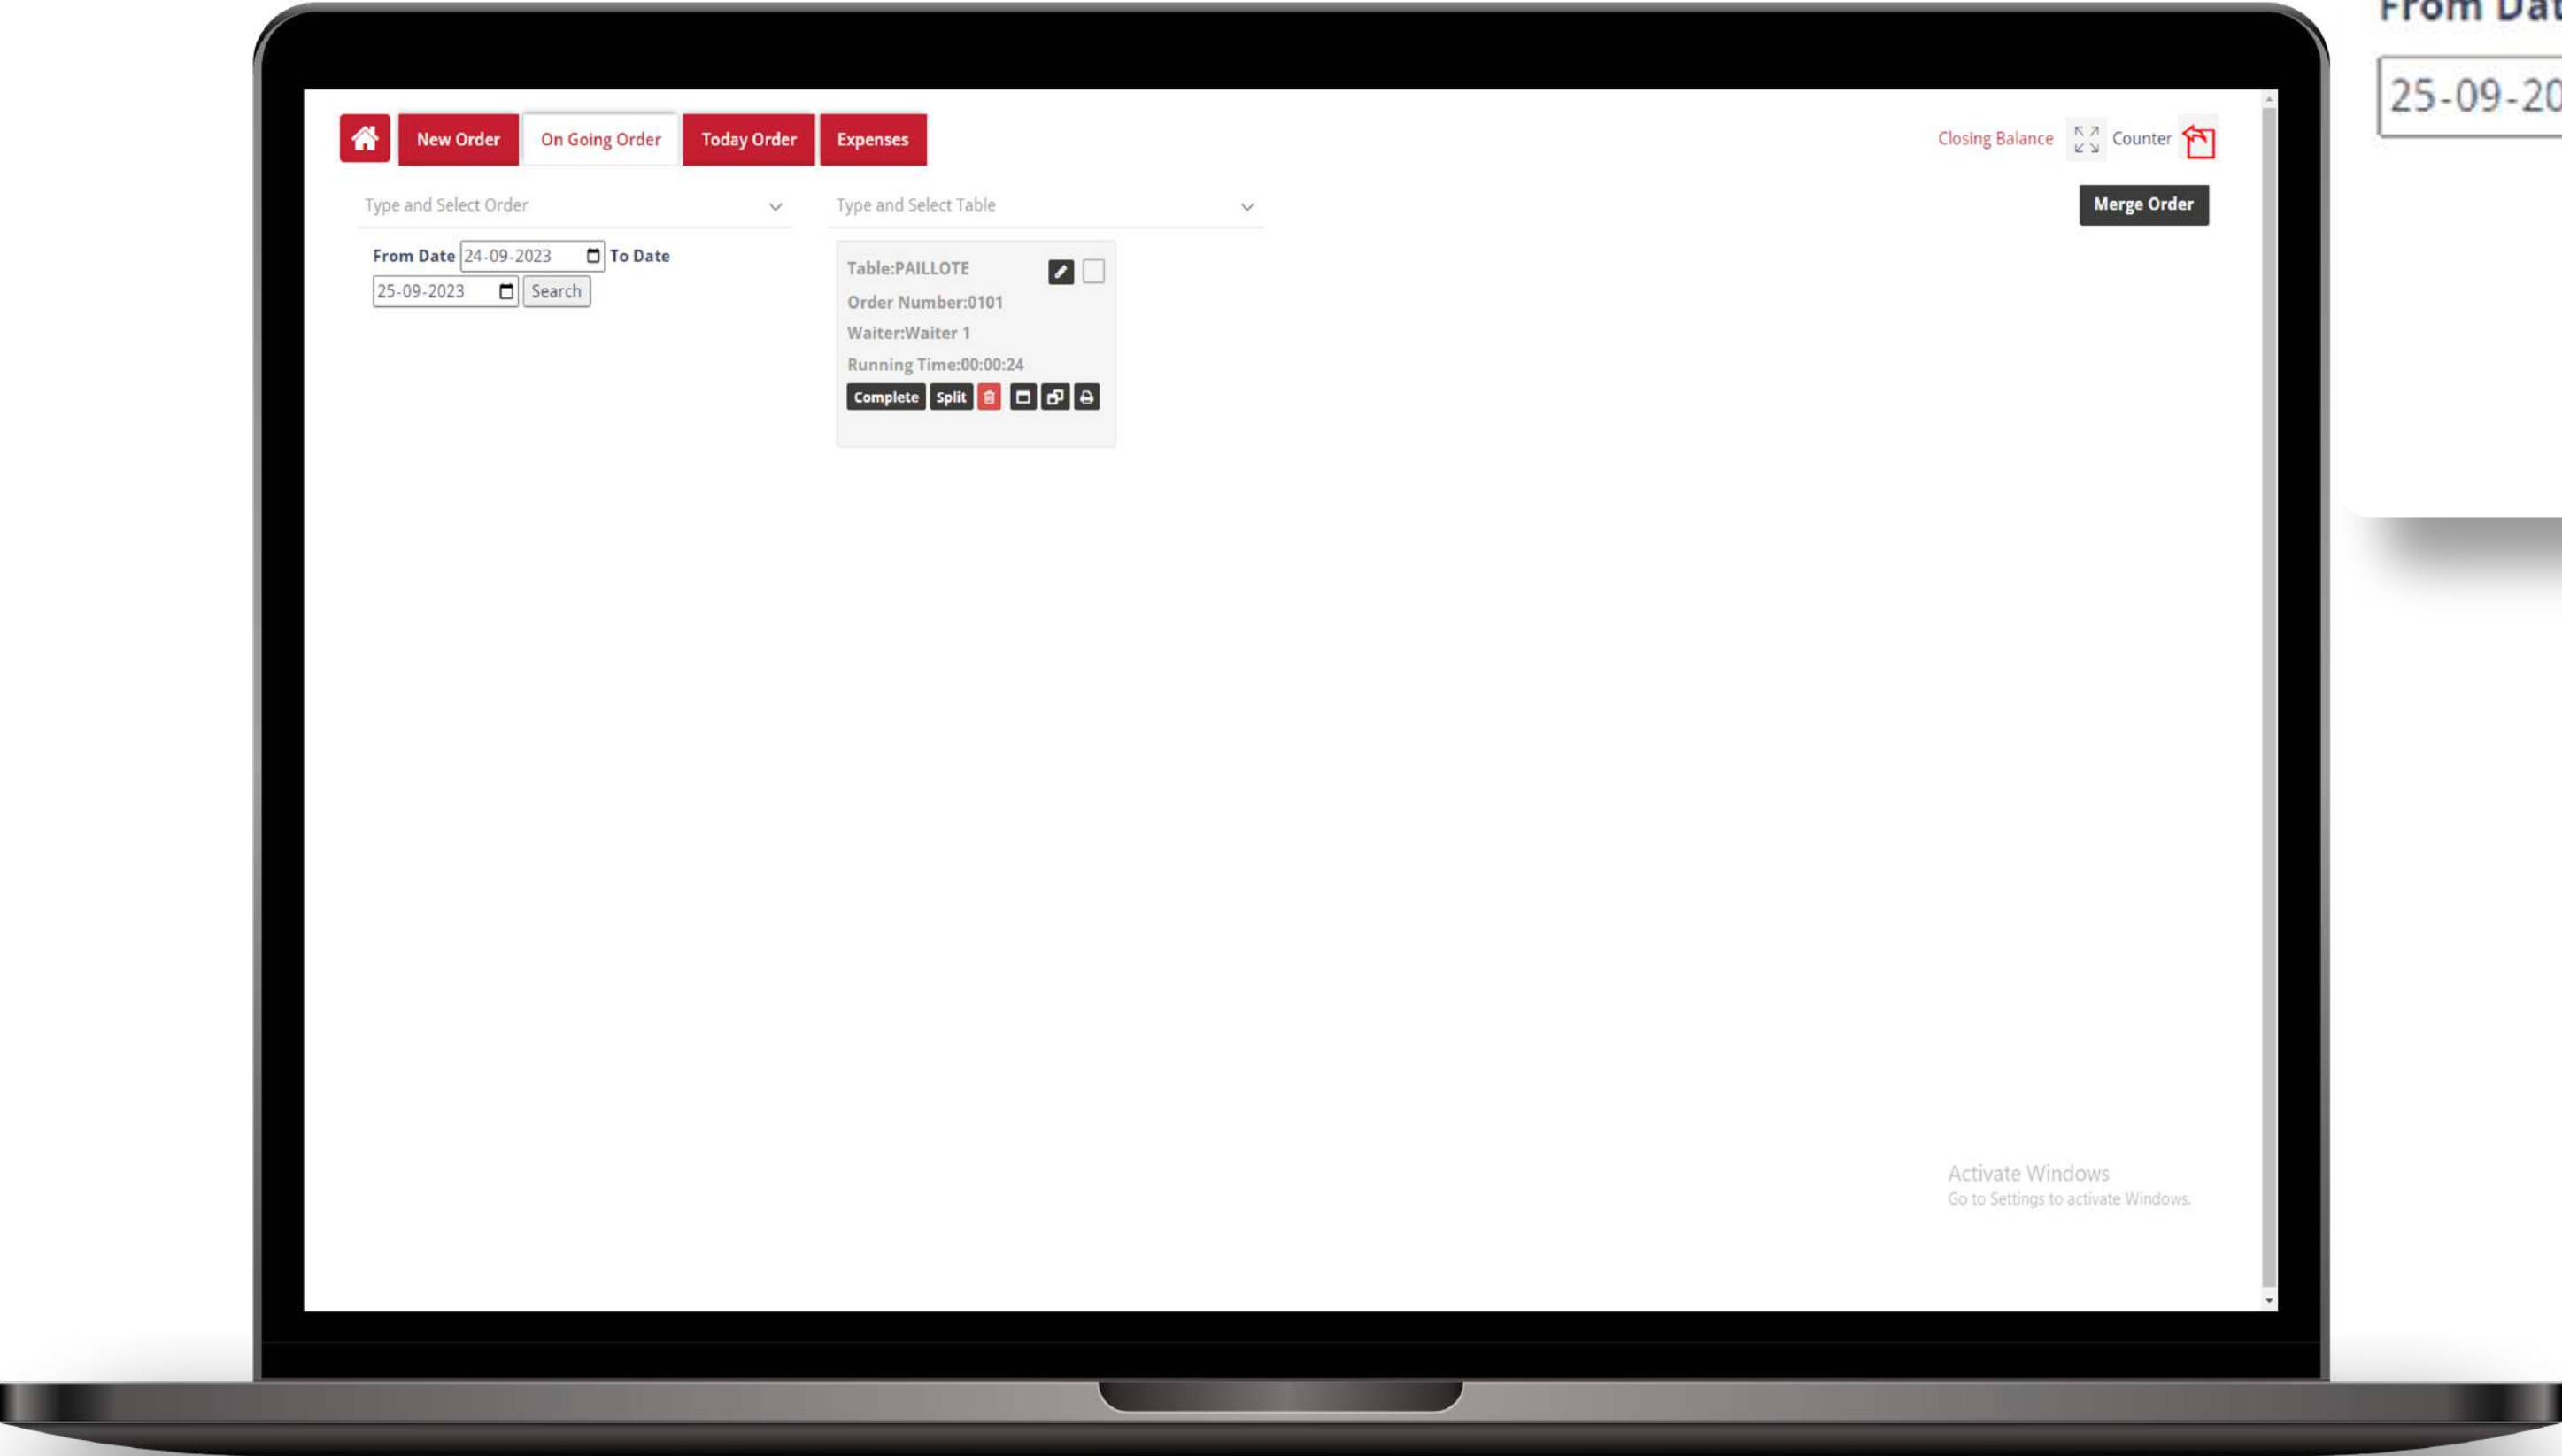 New Order On Going Order Today Order Expenses Closing Balance Counter
Type and Select Order Type and Select Table Merge Order
From Date 24-09-2023 To Date
25-09-2023 Search
Table:PAILLOTE
Order Number:0101
Waiter:Waiter 1
Running Time:00:00:24
Complete Split
Activate Windows
Go to Settings to activate Windows.
From Dat
25-09-20